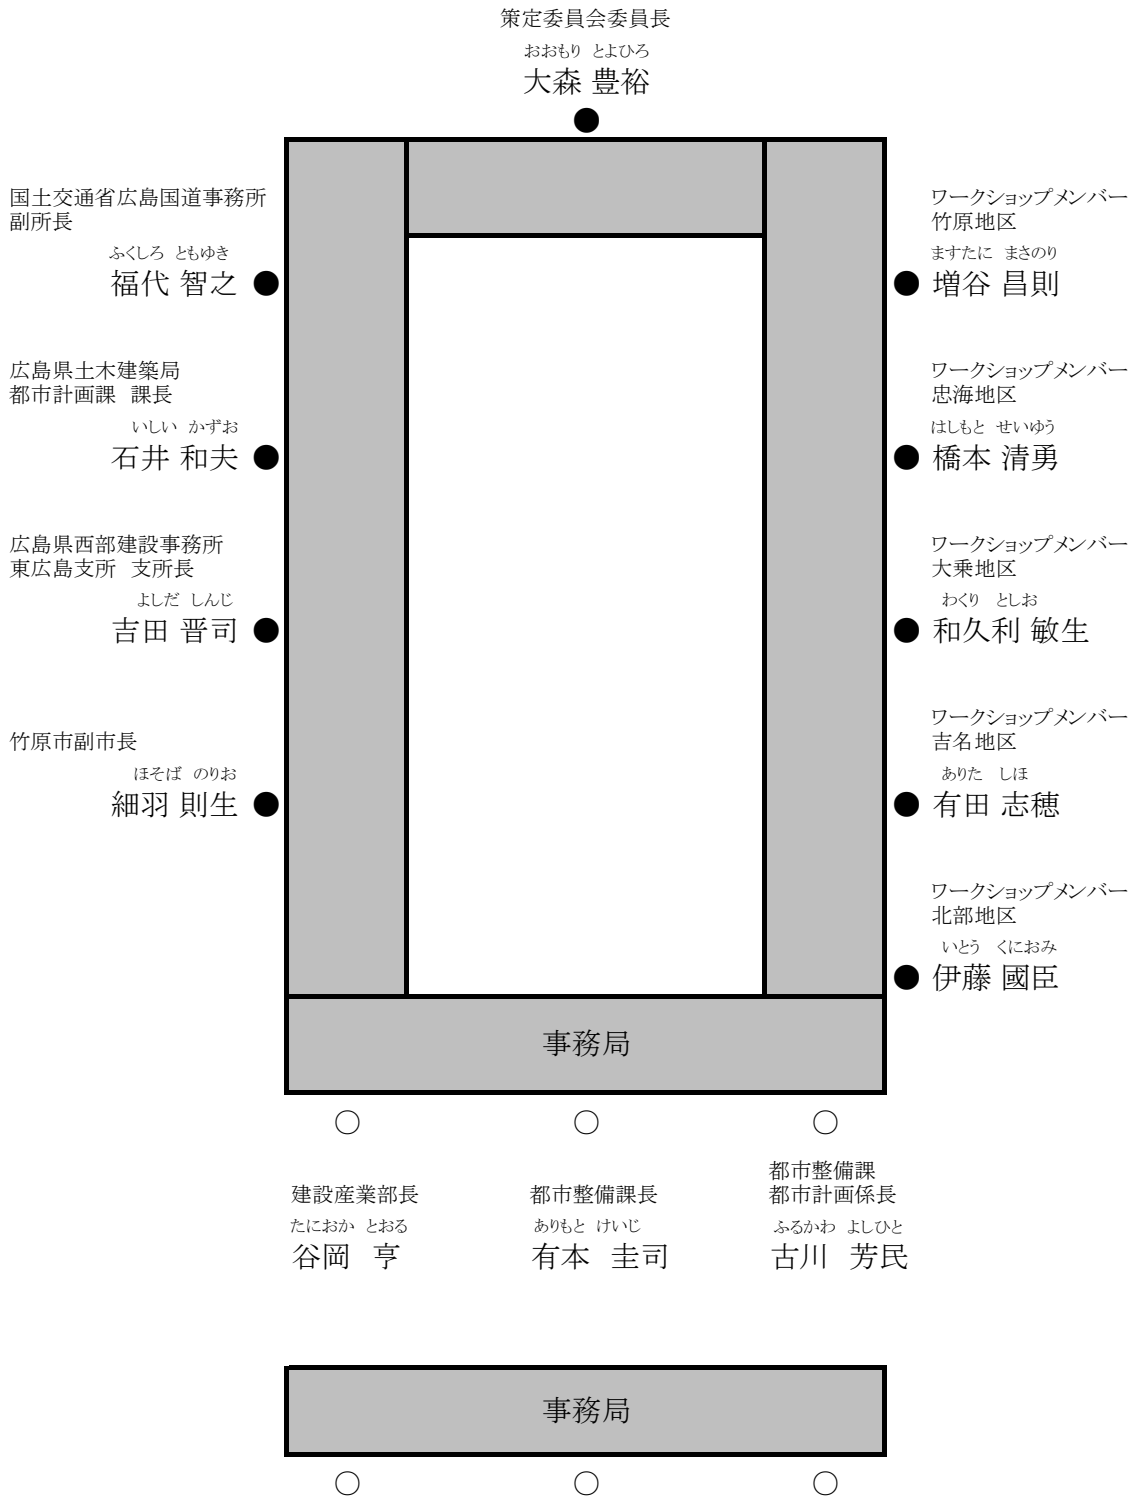 策定委員会委員長
おおもり とよひろ
大森 豊裕
国土交通省広島国道事務所
副所長
ふくしろ ともゆき
福代 智之
広島県土木建築局
都市計画課 課長
いしい かずお
石井 和夫
広島県西部建設事務所
東広島支所 支所長
よしだ しんじ
吉田 晋司
竹原市副市長
ほそば のりお
細羽 則生
ワークショップメンバー
竹原地区
ますたに まさのり
増谷 昌則
ワークショップメンバー
忠海地区
はしもと せいゆう
橋本 清勇
ワークショップメンバー
大乗地区
わくり としお
和久利 敏生
ワークショップメンバー
吉名地区
ありた しほ
有田 志穂
ワークショップメンバー
北部地区
いとう くにおみ
伊藤 國臣
事務局
建設産業部長
たにおか とおる
谷岡 亨
都市整備課長
ありもと けいじ
有本 圭司
都市整備課
都市計画係長
ふるかわ よしひと
古川 芳民
事務局